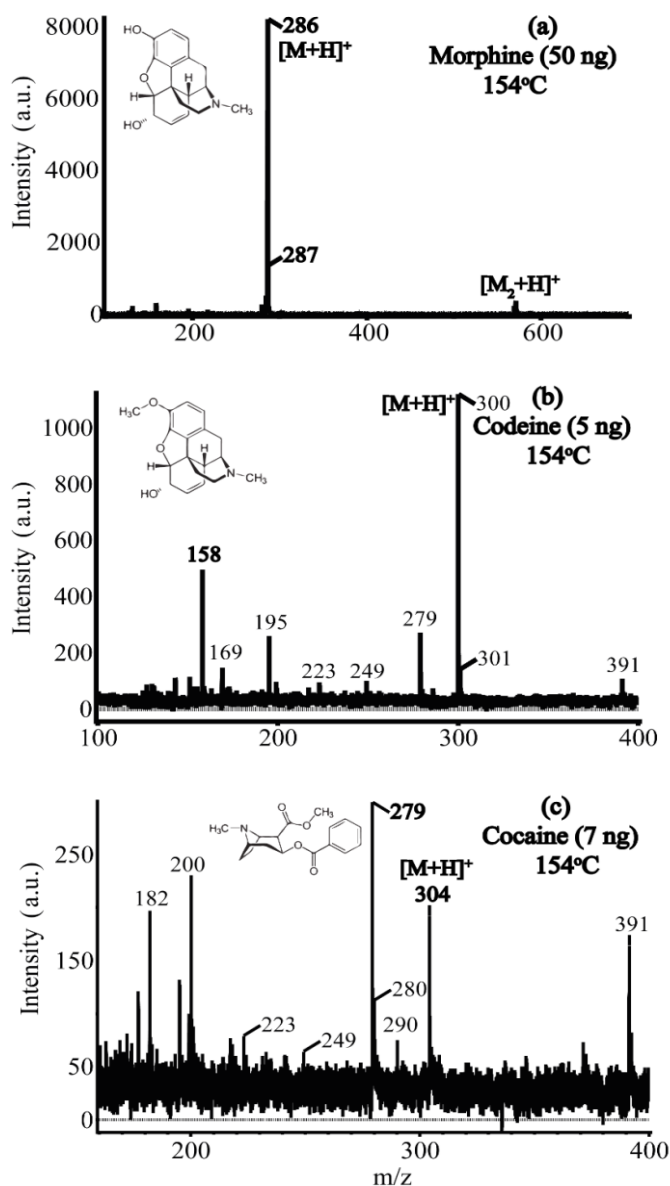 (a)
Morphine (50 ng)
154°C
286
[M+H]+
287
[M₂+H]+
HO
O
H
N
CH₃
HO
Intensity (a.u.)
8000
6000
4000
2000
0
200
400
600
(b)
Codeine (5 ng)
154°C
[M+H]+
300
301
158
169
195
223
249
279
391
H₃C
O
O
H
H
N
CH₃
HO
Intensity (a.u.)
1000
800
600
400
200
0
100
200
300
400
(c)
Cocaine (7 ng)
154°C
279
[M+H]+
304
391
280
290
200
182
223
249
H₃C
N
O
O
CH₃
O
O
Intensity (a.u.)
250
150
50
0
200
300
400
m/z